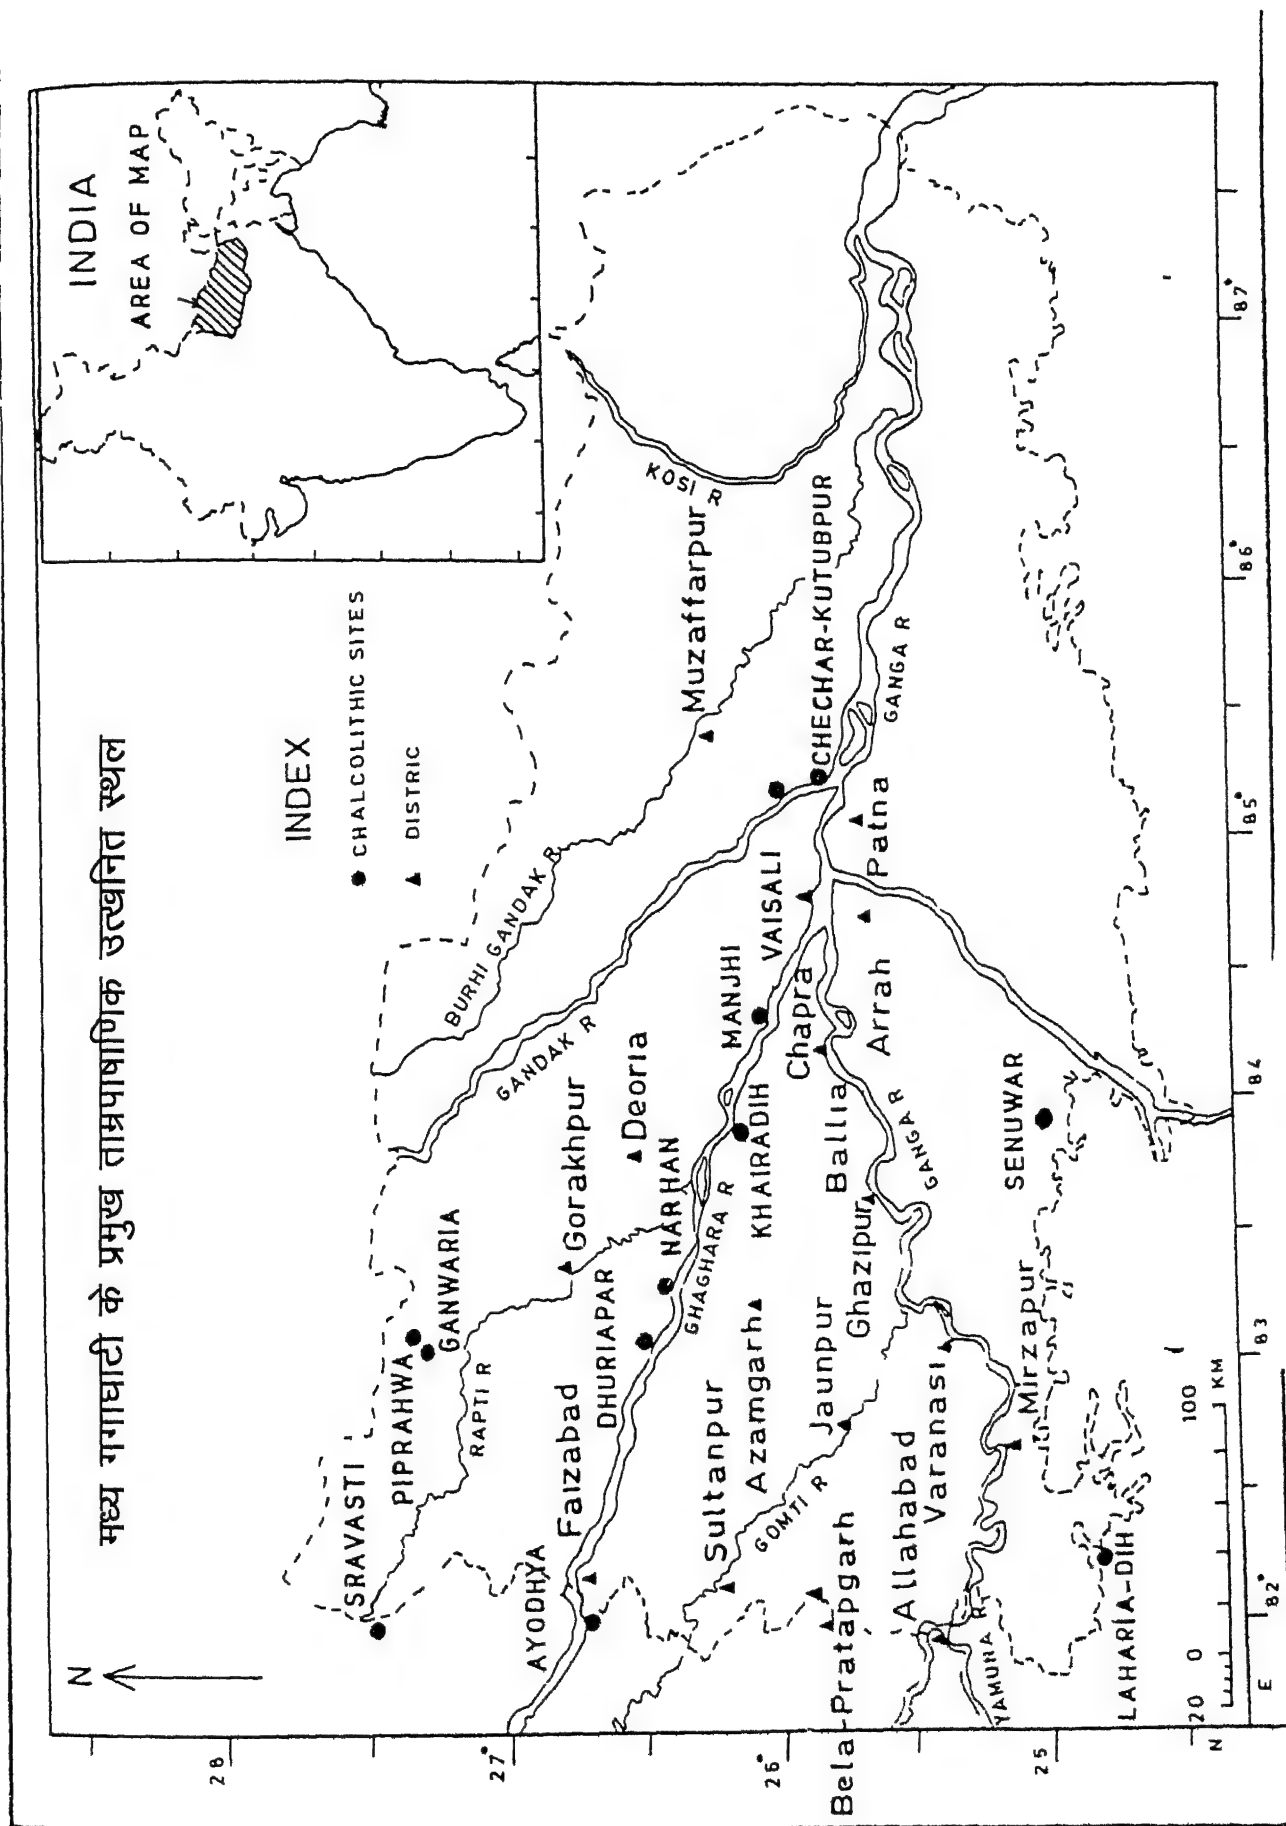 मध्य गंगाघाटी के प्रमुख ताम्रपाषाणिक उत्खनित स्थल
N
INDIA
AREA OF MAP
INDEX
CHALCOLITHIC SITES
DISTRIC
SRAVASTI
PIPRAHWA
GANWARIA
RAPTI R
BURHI GANDAK R
GANDAK R
KOSI R
Muzaffarpur
Gorakhpur
Deoria
AYODHYA
Faizabad
DHURIAPAR
NARHAN
GHAGHARA R
KHAIRADIH
MANJHI
VAISALI
CHECHAR-KUTUBPUR
Sultanpur
Azamgarh
GOMTI R
Jaunpur
Ghazipur
Ballia
Chapra
Arrah
Patna
GANGA R
GANGA R
Bela-Pratapgarh
Allahabad
Varanasi
Mirzapur
YAMUNA R.
SENUWAR
LAHARIA-DIH
28
27°
26°
25
N
20 0 100
KM
E
82°
83
84
85°
86°
87°